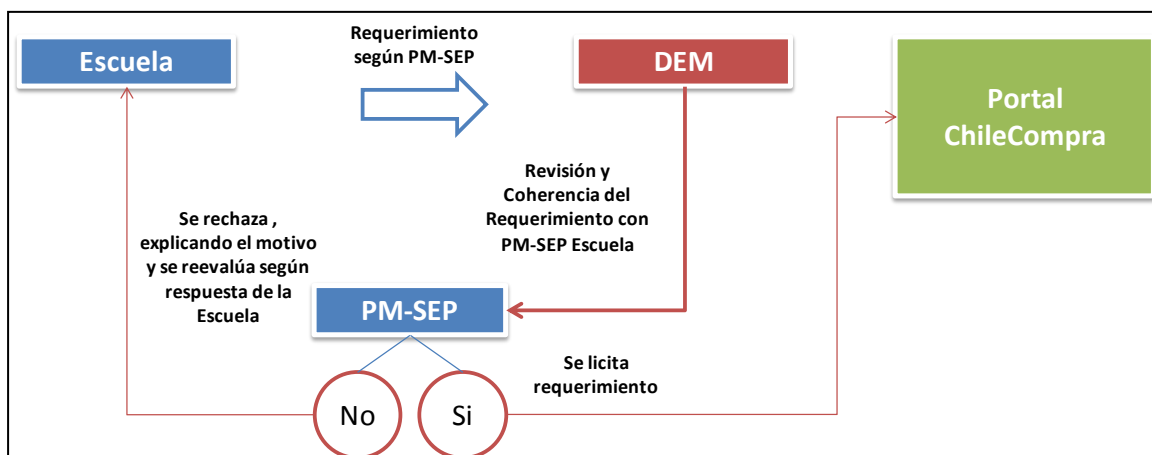 Escuela
Requerimiento
según PM-SEP
DEM
Portal
ChileCompra
Revisión y
Coherencia del
Requerimiento con
PM-SEP Escuela
Se rechaza ,
explicando el motivo
y se reevalúa según
respuesta de la
Escuela
PM-SEP
Se licita
requerimiento
No
Si